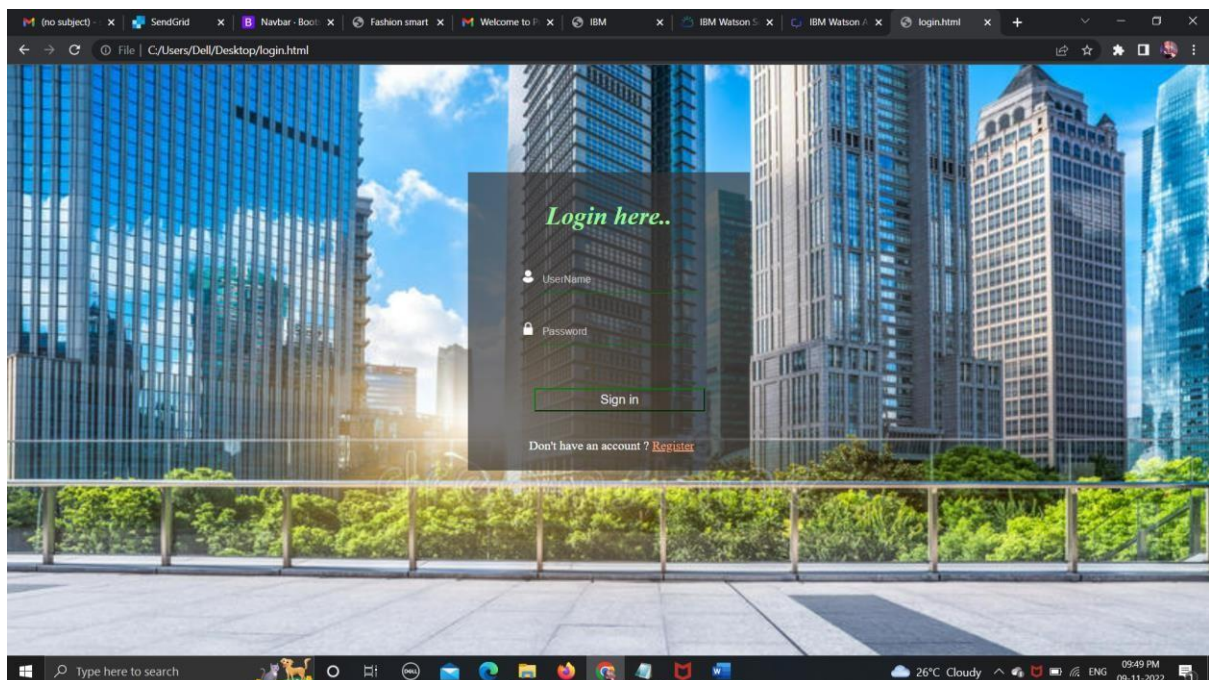 (no subject) -
SendGrid
Navbar · Boots
Fashion smart
Welcome to P
IBM
IBM Watson S
IBM Watson A
login.html
File | C:/Users/Dell/Desktop/login.html
Login here..
UserName
Password
Sign in
Don't have an account ? Register
Type here to search
DELL
26°C Cloudy
ENG
09:49 PM
09-11-2022